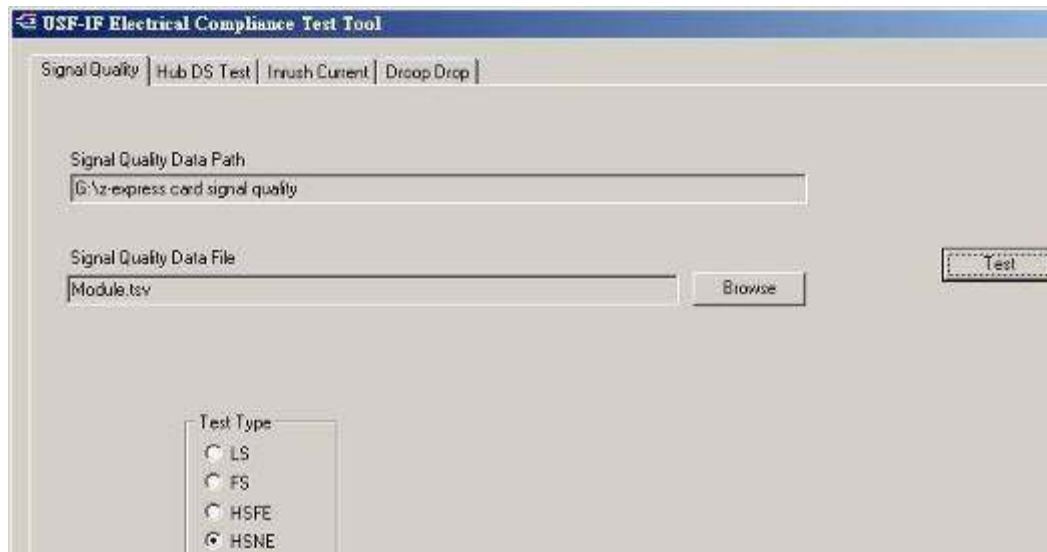 USF-IF Electrical Compliance Test Tool
Signal Quality Hub DS Test Inrush Current Droop Drop
Signal Quality Data Path
G:\z-express card signal quality
Signal Quality Data File
Module.tsv Browse
Test
Test Type
LS
FS
HSFE
HSNE